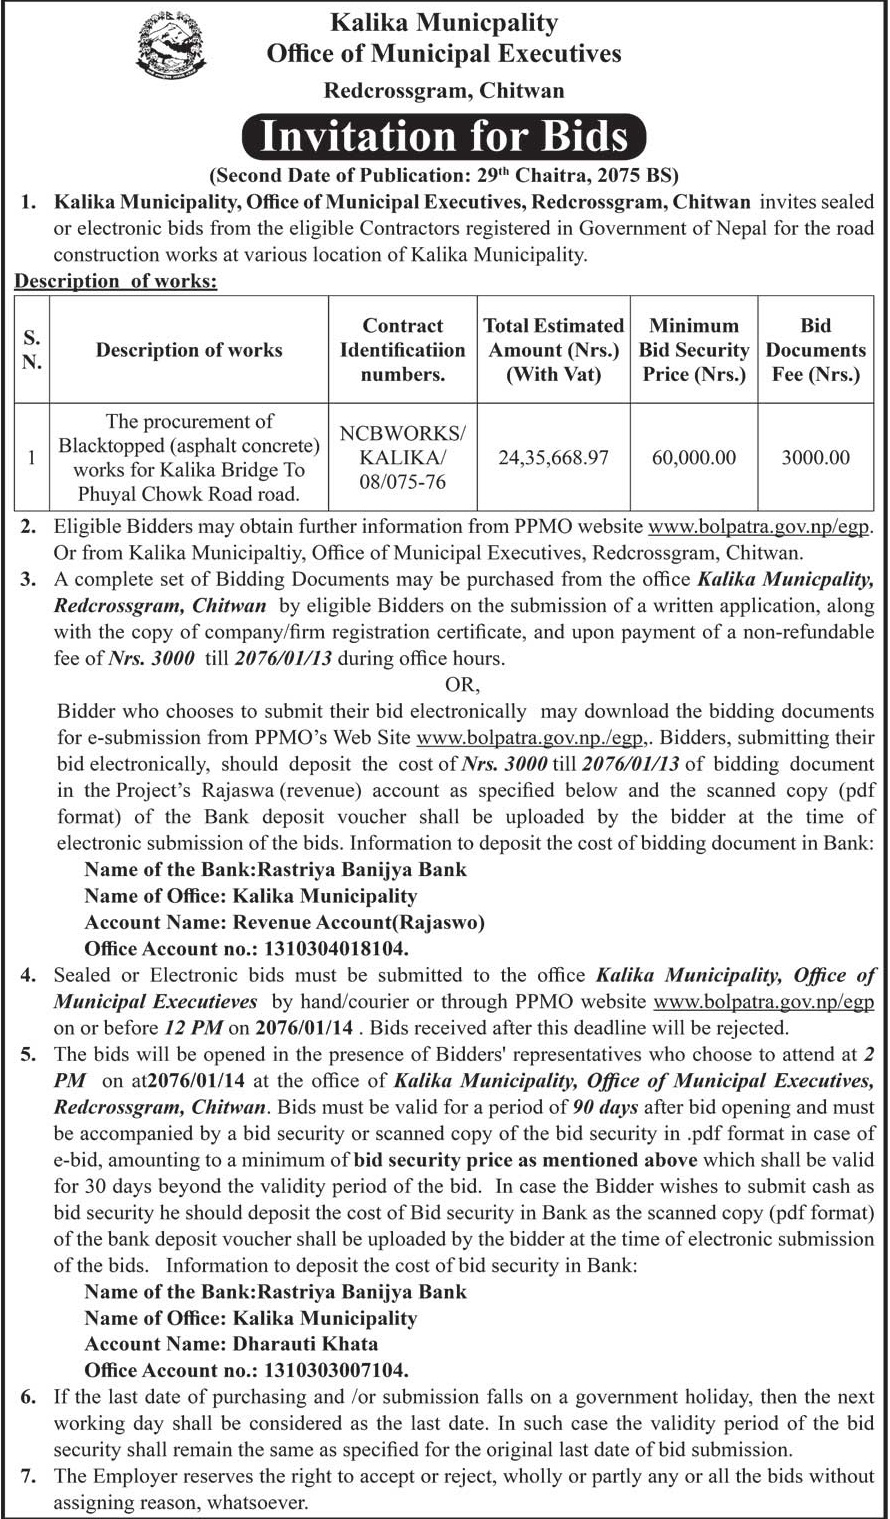 Kalika Municpality
Office of Municipal Executives
Redcrossgram, Chitwan
Invitation for Bids
(Second Date of Publication: 29th Chaitra, 2075 BS)
1. Kalika Municipality, Office of Municipal Executives, Redcrossgram, Chitwan invites sealed
or electronic bids from the eligible Contractors registered in Government of Nepal for the road
construction works at various location of Kalika Municipality.
Description of works:
S. N. | Description of works | Contract Identificatiion numbers. | Total Estimated Amount (Nrs.) (With Vat) | Minimum Bid Security Price (Nrs.) | Bid Documents Fee (Nrs.)
1 | The procurement of Blacktopped (asphalt concrete) works for Kalika Bridge To Phuyal Chowk Road road. | NCBWORKS/ KALIKA/ 08/075-76 | 24,35,668.97 | 60,000.00 | 3000.00
2. Eligible Bidders may obtain further information from PPMO website www.bolpatra.gov.np/egp.
Or from Kalika Municipaltiy, Office of Municipal Executives, Redcrossgram, Chitwan.
3. A complete set of Bidding Documents may be purchased from the office Kalika Municpality,
Redcrossgram, Chitwan by eligible Bidders on the submission of a written application, along
with the copy of company/firm registration certificate, and upon payment of a non-refundable
fee of Nrs. 3000 till 2076/01/13 during office hours.
OR,
Bidder who chooses to submit their bid electronically may download the bidding documents
for e-submission from PPMO's Web Site www.bolpatra.gov.np./egp,. Bidders, submitting their
bid electronically, should deposit the cost of Nrs. 3000 till 2076/01/13 of bidding document
in the Project's Rajaswa (revenue) account as specified below and the scanned copy (pdf
format) of the Bank deposit voucher shall be uploaded by the bidder at the time of
electronic submission of the bids. Information to deposit the cost of bidding document in Bank:
Name of the Bank:Rastriya Banijya Bank
Name of Office: Kalika Municipality
Account Name: Revenue Account(Rajaswo)
Office Account no.: 1310304018104.
4. Sealed or Electronic bids must be submitted to the office Kalika Municipality, Office of
Municipal Executieves by hand/courier or through PPMO website www.bolpatra.gov.np/egp
on or before 12 PM on 2076/01/14 . Bids received after this deadline will be rejected.
5. The bids will be opened in the presence of Bidders' representatives who choose to attend at 2
PM on at2076/01/14 at the office of Kalika Municipality, Office of Municipal Executives,
Redcrossgram, Chitwan. Bids must be valid for a period of 90 days after bid opening and must
be accompanied by a bid security or scanned copy of the bid security in .pdf format in case of
e-bid, amounting to a minimum of bid security price as mentioned above which shall be valid
for 30 days beyond the validity period of the bid. In case the Bidder wishes to submit cash as
bid security he should deposit the cost of Bid security in Bank as the scanned copy (pdf format)
of the bank deposit voucher shall be uploaded by the bidder at the time of electronic submission
of the bids. Information to deposit the cost of bid security in Bank:
Name of the Bank:Rastriya Banijya Bank
Name of Office: Kalika Municipality
Account Name: Dharauti Khata
Office Account no.: 1310303007104.
6. If the last date of purchasing and /or submission falls on a government holiday, then the next
working day shall be considered as the last date. In such case the validity period of the bid
security shall remain the same as specified for the original last date of bid submission.
7. The Employer reserves the right to accept or reject, wholly or partly any or all the bids without
assigning reason, whatsoever.